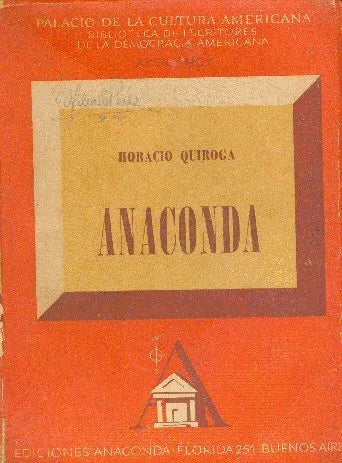 PALACIO DE LA CULTURA AMERICANA
BIBLIOTECA DE ESCRITORES
DE LA DEMOCRACIA AMERICANA
HORACIO QUIROGA
ANACONDA
EDICIONES ANACONDA·FLORIDA 251·BUENOS AIRE